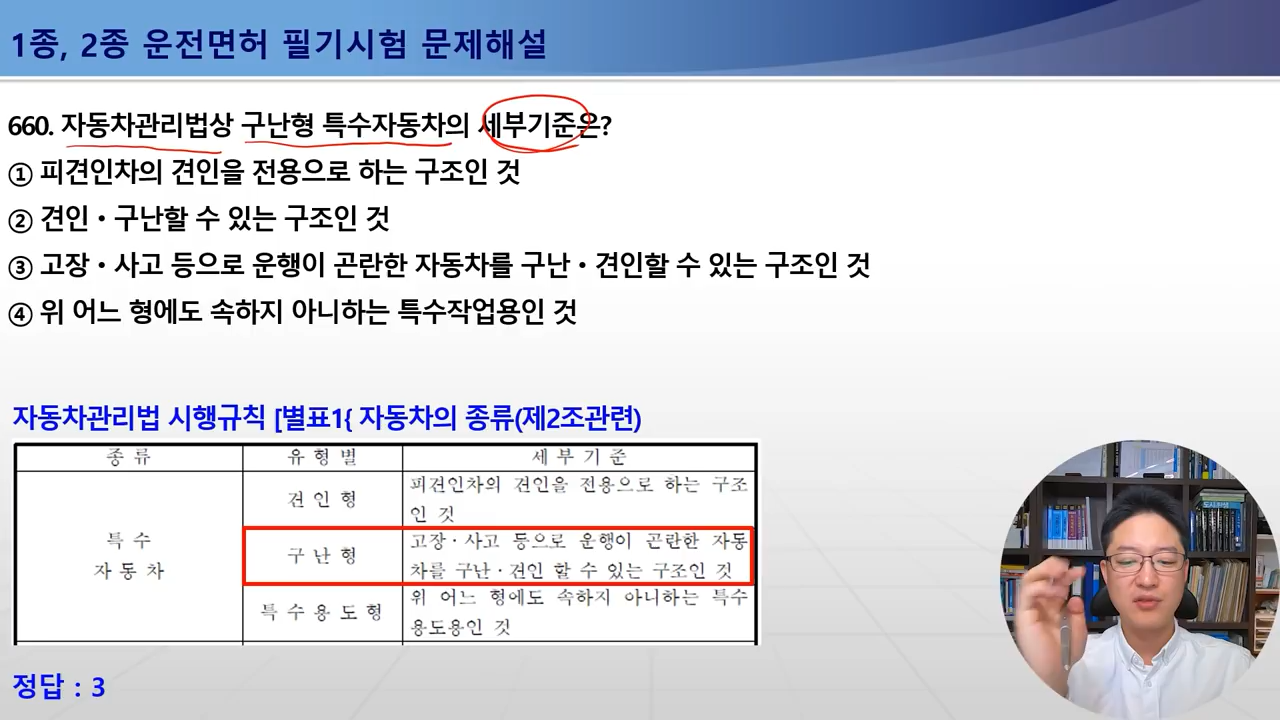 1종, 2종 운전면허 필기시험 문제해설
660. 자동차관리법상 구난형 특수자동차의 세부기준은?
① 피견인차의 견인을 전용으로 하는 구조인 것
② 견인·구난할 수 있는 구조인 것
③ 고장·사고 등으로 운행이 곤란한 자동차를 구난·견인할 수 있는 구조인 것
④ 위 어느 형에도 속하지 아니하는 특수작업용인 것
자동차관리법 시행규칙 [별표1{ 자동차의 종류(제2조관련)
종 류 유 형 별 세 부 기 준
특 수
자 동 차
견 인 형
피견인차의 견인을 전용으로 하는 구조
인 것
구 난 형
고장·사고 등으로 운행이 곤란한 자동
차를 구난·견인 할 수 있는 구조인 것
특 수 용 도 형
위 어느 형에도 속하지 아니하는 특수
용도용인 것
정답 : 3